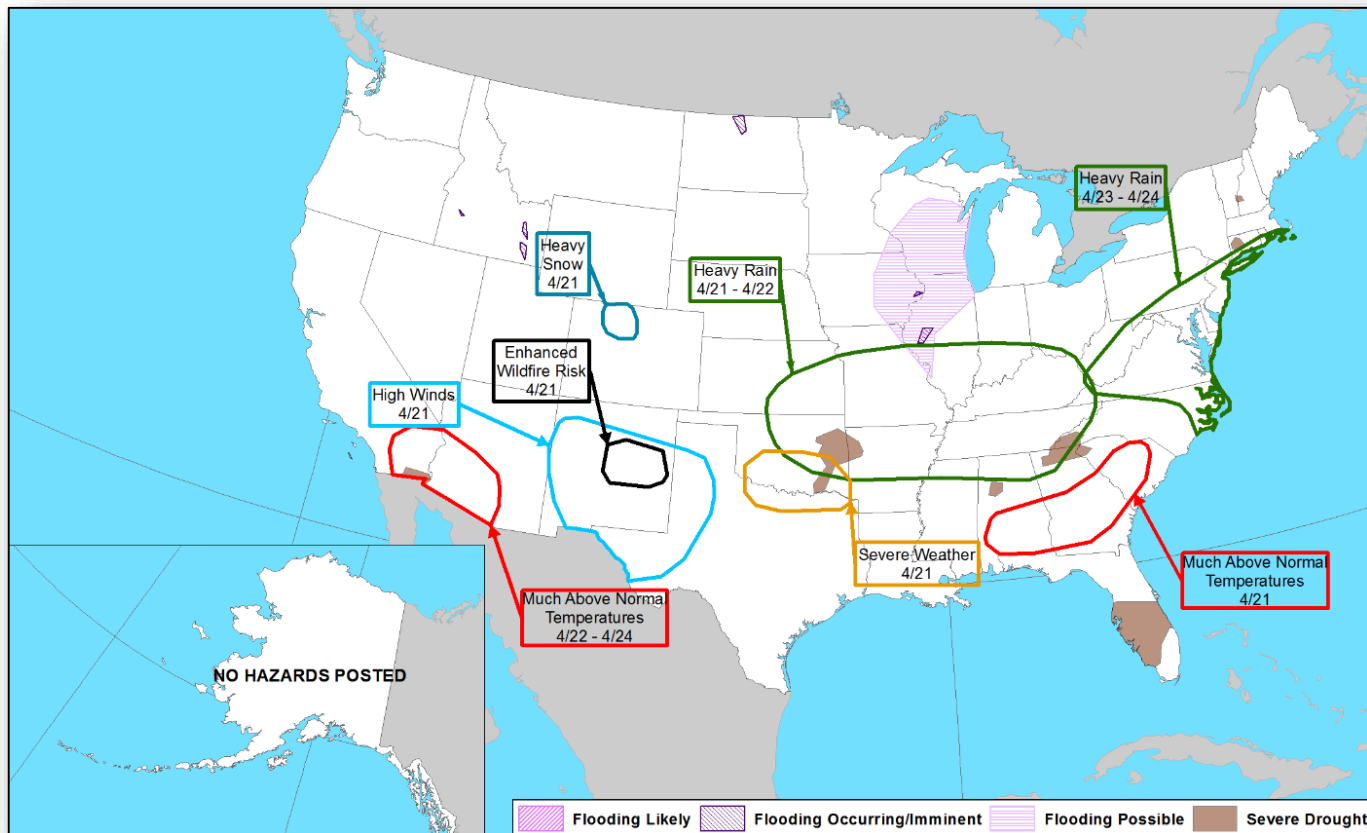 Heavy Rain
4/23 - 4/24
Heavy
Snow
4/21
Heavy Rain
4/21 - 4/22
Enhanced
Wildfire Risk
4/21
High Winds
4/21
Severe Weather
4/21
Much Above Normal
Temperatures
4/21
Much Above Normal
Temperatures
4/22 - 4/24
NO HAZARDS POSTED
Flooding Likely
Flooding Occurring/Imminent
Flooding Possible
Severe Drought